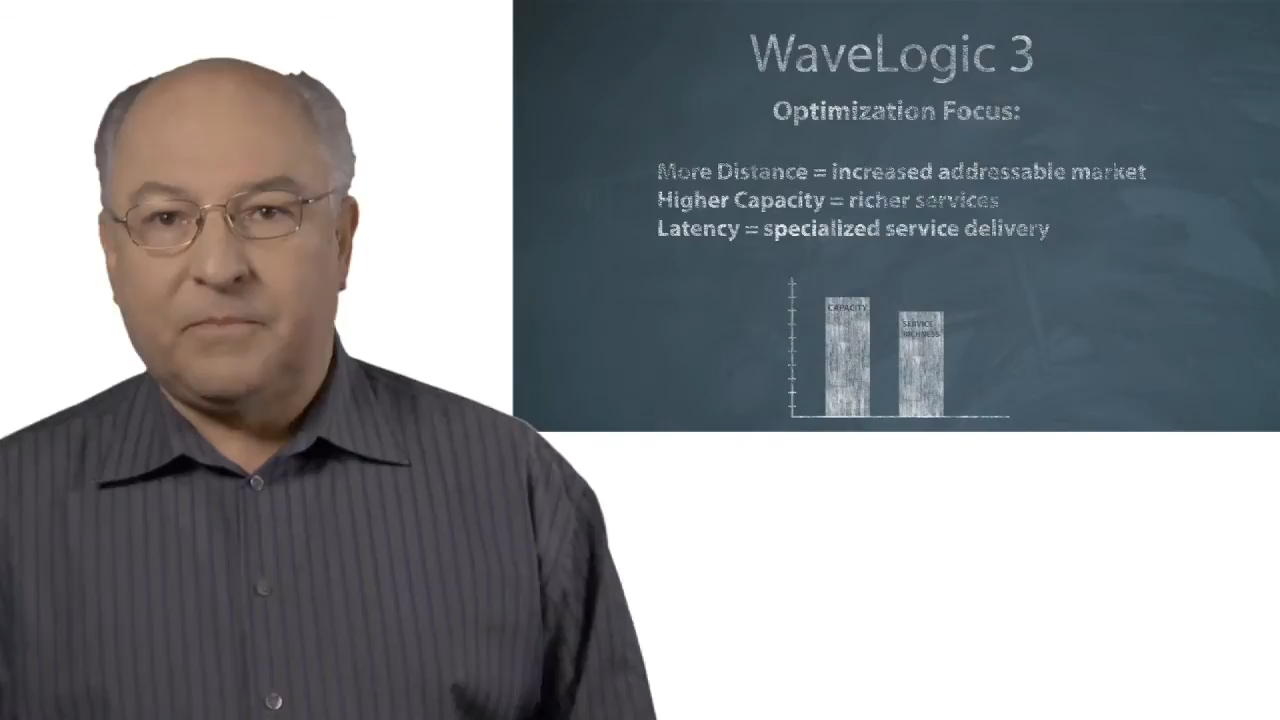 WaveLogic 3
Optimization Focus:
More Distance = increased addressable market
Higher Capacity = richer services
Latency = specialized service delivery
CAPACITY
SERVICE
RICHNESS